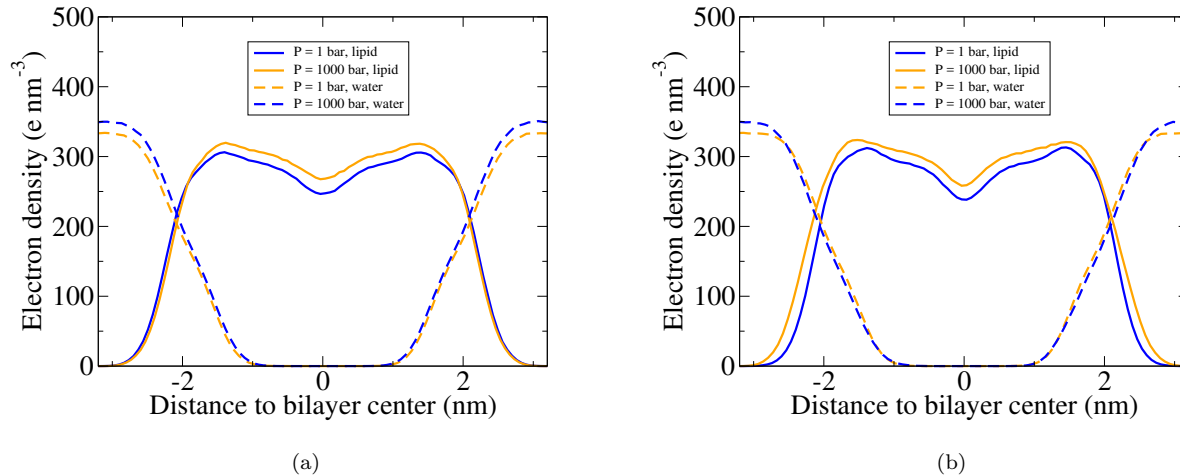 500
400
300
200
100
0
Electron density (e nm⁻³)
P = 1 bar, lipid
P = 1000 bar, lipid
P = 1 bar, water
P = 1000 bar, water
-2 0 2
Distance to bilayer center (nm)
(a)
500
400
300
200
100
0
Electron density (e nm⁻³)
P = 1 bar, lipid
P = 1000 bar, lipid
P = 1 bar, water
P = 1000 bar, water
-2 0 2
Distance to bilayer center (nm)
(b)